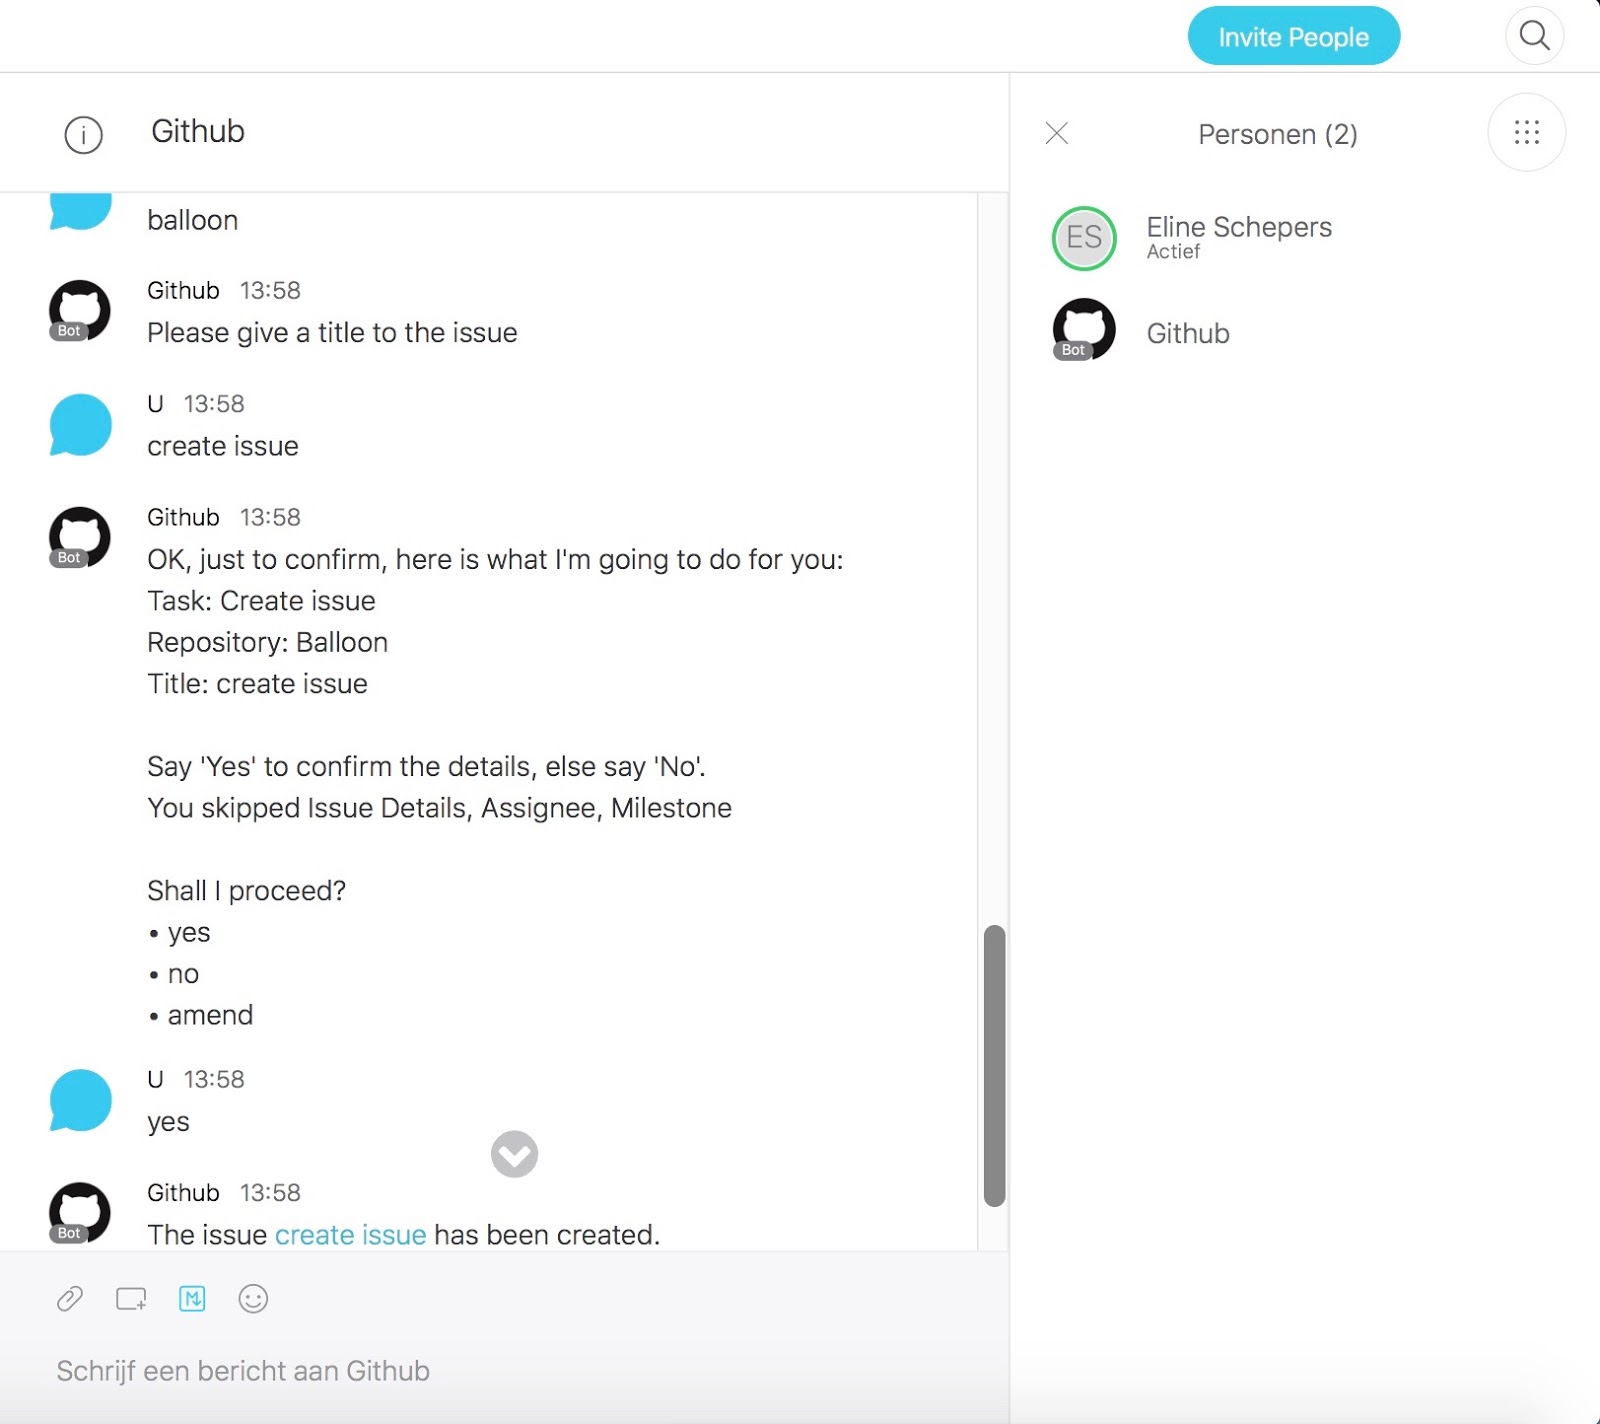 Invite People
Github
Personen (2)
balloon
Github 13:58
Bot
Please give a title to the issue
U 13:58
create issue
Github 13:58
Bot
OK, just to confirm, here is what I'm going to do for you:
Task: Create issue
Repository: Balloon
Title: create issue
Say 'Yes' to confirm the details, else say 'No'.
You skipped Issue Details, Assignee, Milestone
Shall I proceed?
• yes
• no
• amend
U 13:58
yes
Github 13:58
Bot
The issue create issue has been created.
Schrijf een bericht aan Github
ES
Eline Schepers
Actief
Bot
Github